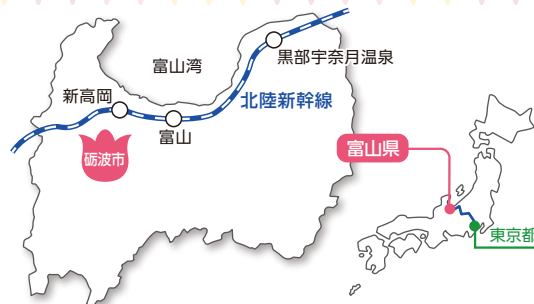 黒部宇奈月温泉
富山湾
新高岡
北陸新幹線
富山
砺波市
富山県
東京都